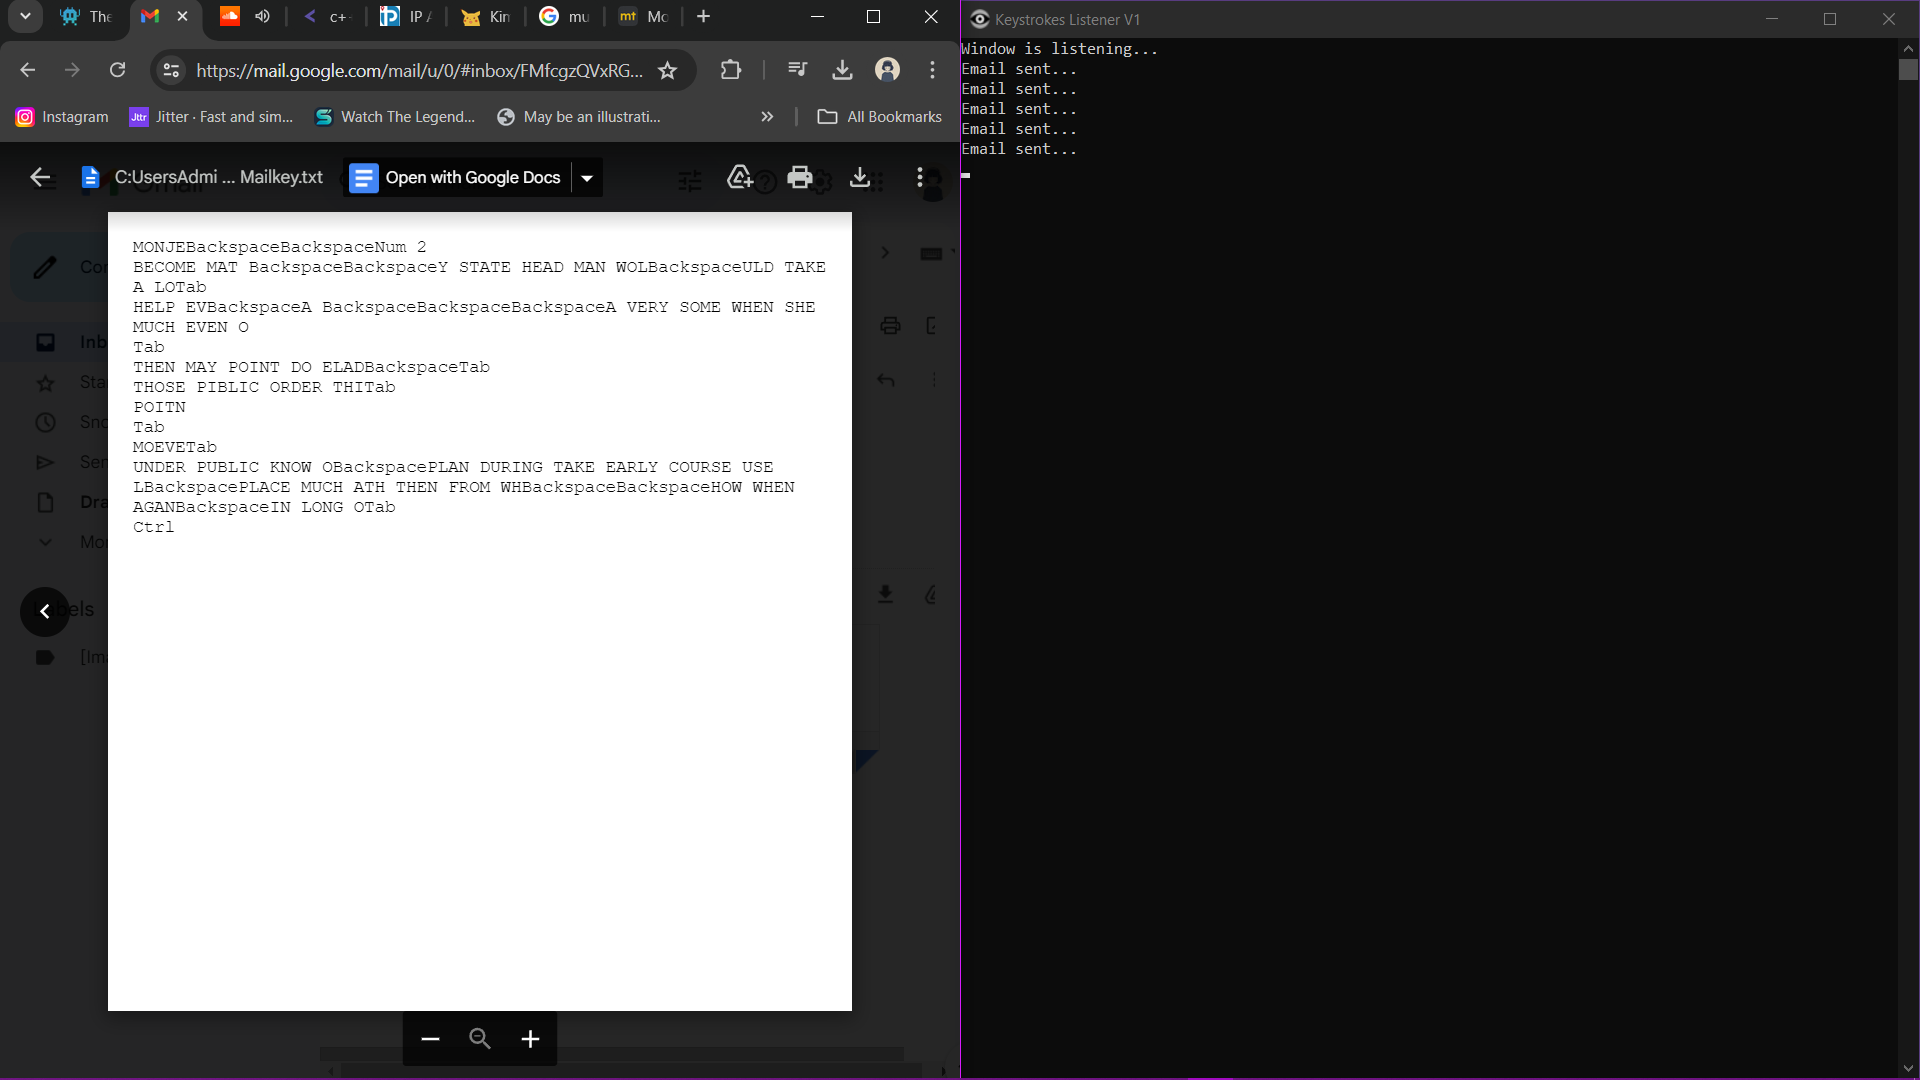 The
c+
IP A
Kin
mu
Mo
https://mail.google.com/mail/u/0/#inbox/FMfcgzQVxRG...
Instagram
Jitter · Fast and sim...
Watch The Legend...
May be an illustrati...
»
All Bookmarks
C:UsersAdmi ... Mailkey.txt
Open with Google Docs
MONJEBackspaceBackspaceNum 2
BECOME MAT BackspaceBackspaceY STATE HEAD MAN WOLBackspaceULD TAKE
A LOTab
HELP EVBackspaceA BackspaceBackspaceBackspaceA VERY SOME WHEN SHE
MUCH EVEN O
Tab
THEN MAY POINT DO ELADBackspaceTab
THOSE PIBLIC ORDER THITab
POITN
Tab
MOEVETab
UNDER PUBLIC KNOW OBackspacePLAN DURING TAKE EARLY COURSE USE
LBackspacePLACE MUCH ATH THEN FROM WHBackspaceBackspaceHOW WHEN
AGANBackspaceIN LONG OTab
Ctrl
Keystrokes Listener V1
Window is listening...
Email sent...
Email sent...
Email sent...
Email sent...
Email sent...